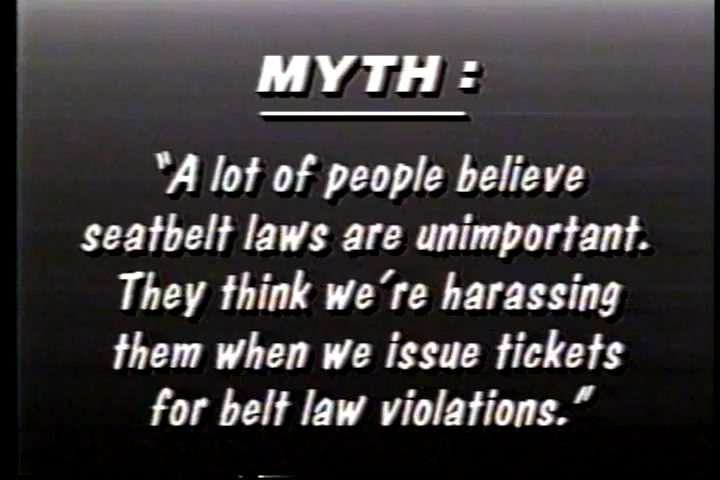 MYTH:
"A lot of people believe
seatbelt laws are unimportant.
They think we're harassing
them when we issue tickets
for belt law violations."